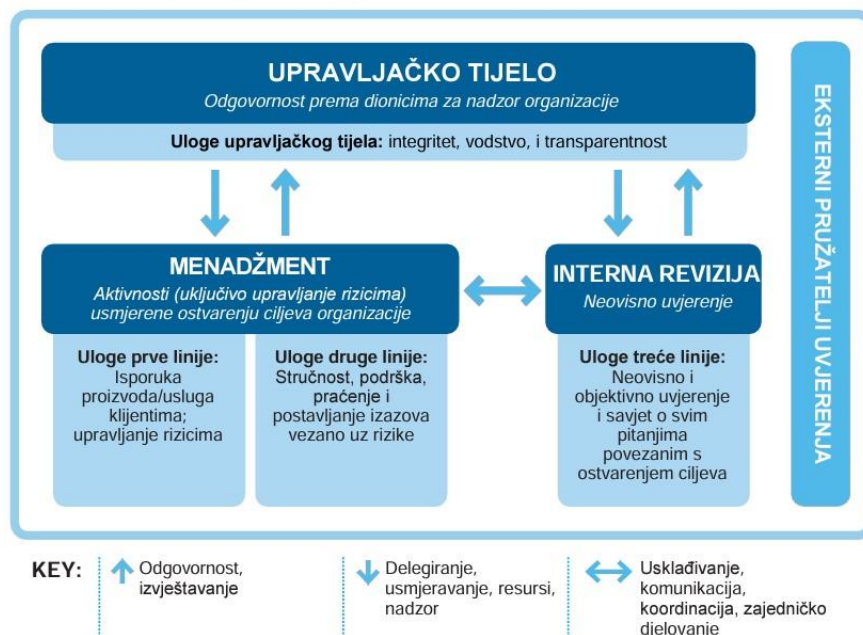 UPRAVLJAČKO TIJELO
Odgovornost prema dionicima za nadzor organizacije
Uloge upravljačkog tijela: integritet, vodstvo, i transparentnost
MENADŽMENT
Aktivnosti (uključivo upravljanje rizicima)
usmjerene ostvarenju ciljeva organizacije
Uloge prve linije:
Isporuka
proizvoda/usluga
klijentima;
upravljanje rizicima
Uloge druge linije:
Stručnost, podrška,
praćenje i
postavljanje izazova
vezano uz rizike
INTERNA REVIZIJA
Neovisno uvjerenje
Uloge treće linije:
Neovisno i
objektivno uvjerenje
i savjet o svim
pitanjima
povezanim s
ostvarenjem ciljeva
EKSTERNI PRUŽATELJI UVJERENJA
KEY:
Odgovornost,
izvještavanje
Delegiranje,
usmjeravanje, resursi,
nadzor
Usklađivanje,
komunikacija,
koordinacija, zajedničko
djelovanje